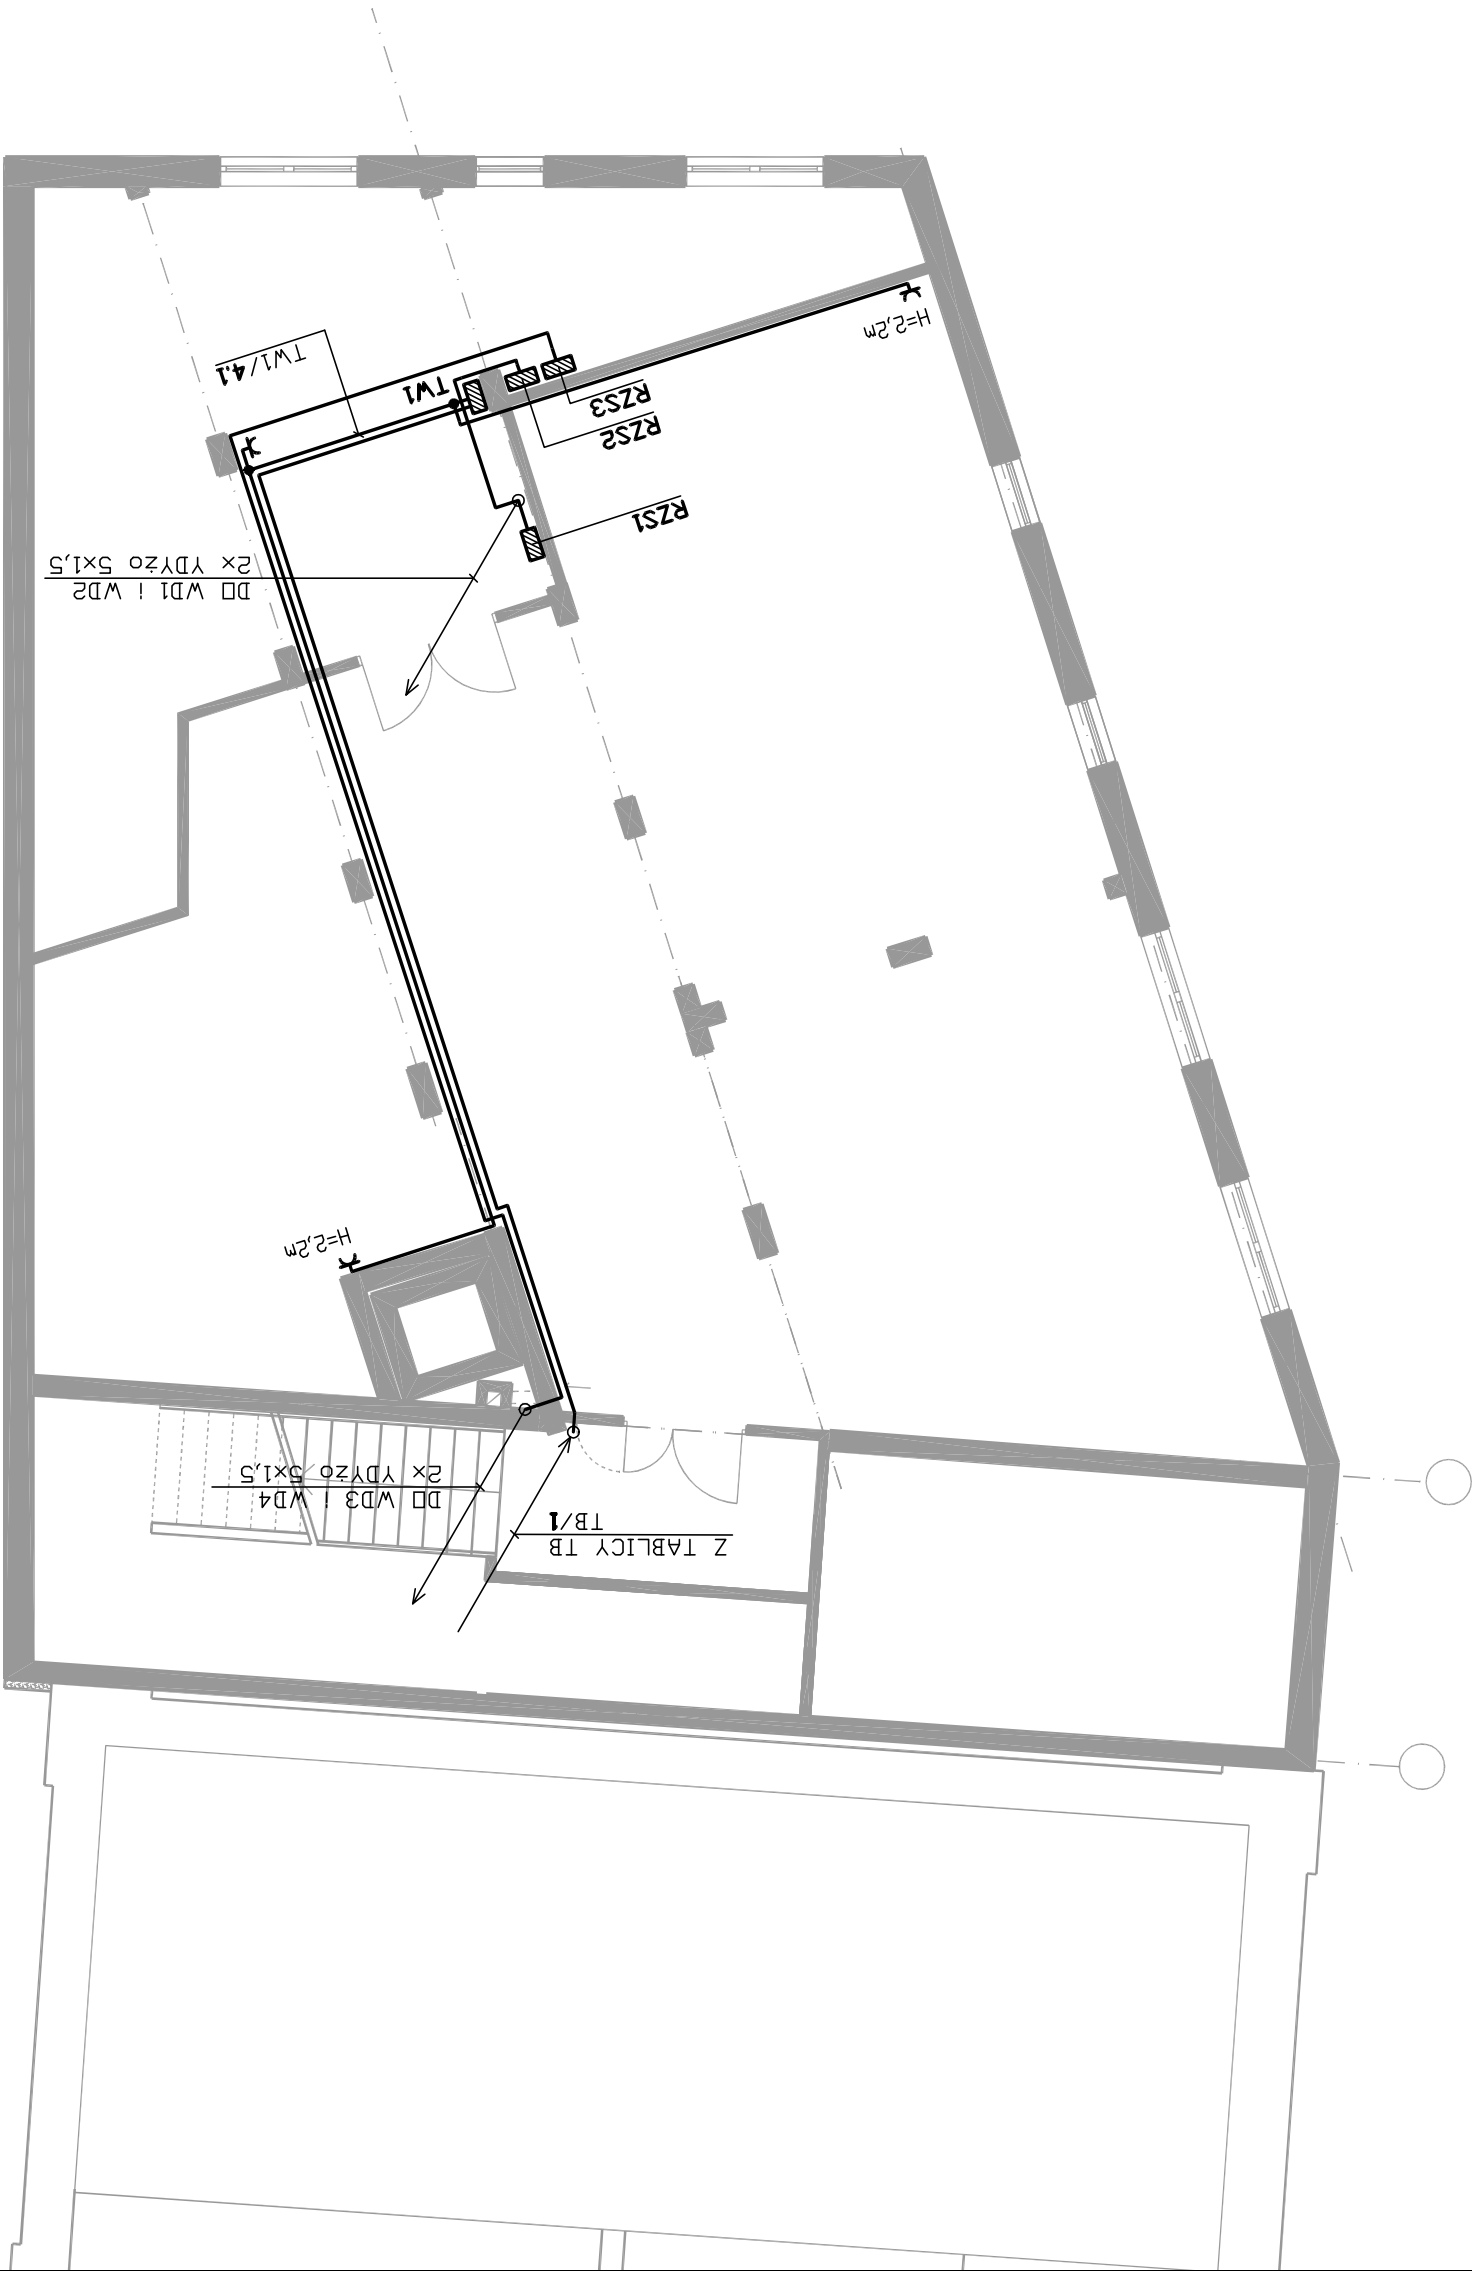 Z TABLICY TB
TB/1
DO WD3 i WD4
2x YDYżo 5x1,5
H=2,2m
DO WD1 i WD2
2x YDYżo 5x1,5
RZS1
RZS2
RZS3
TW1
TW1/4.1
H=2,2m